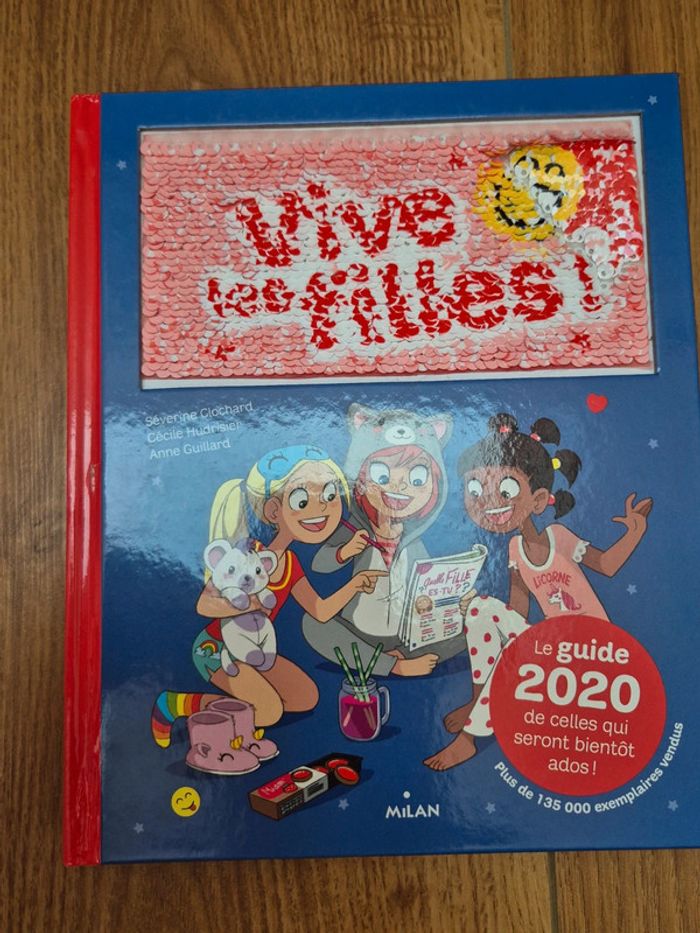 Vive
les filles !
Séverine Clochard
Cécile Hudrisier
Anne Guillard
Quelle FILLE
ES-TU ?
LICORNE
Le guide
2020
de celles qui
seront bientôt
ados !
Plus de 135 000 exemplaires vendus
MiLAN